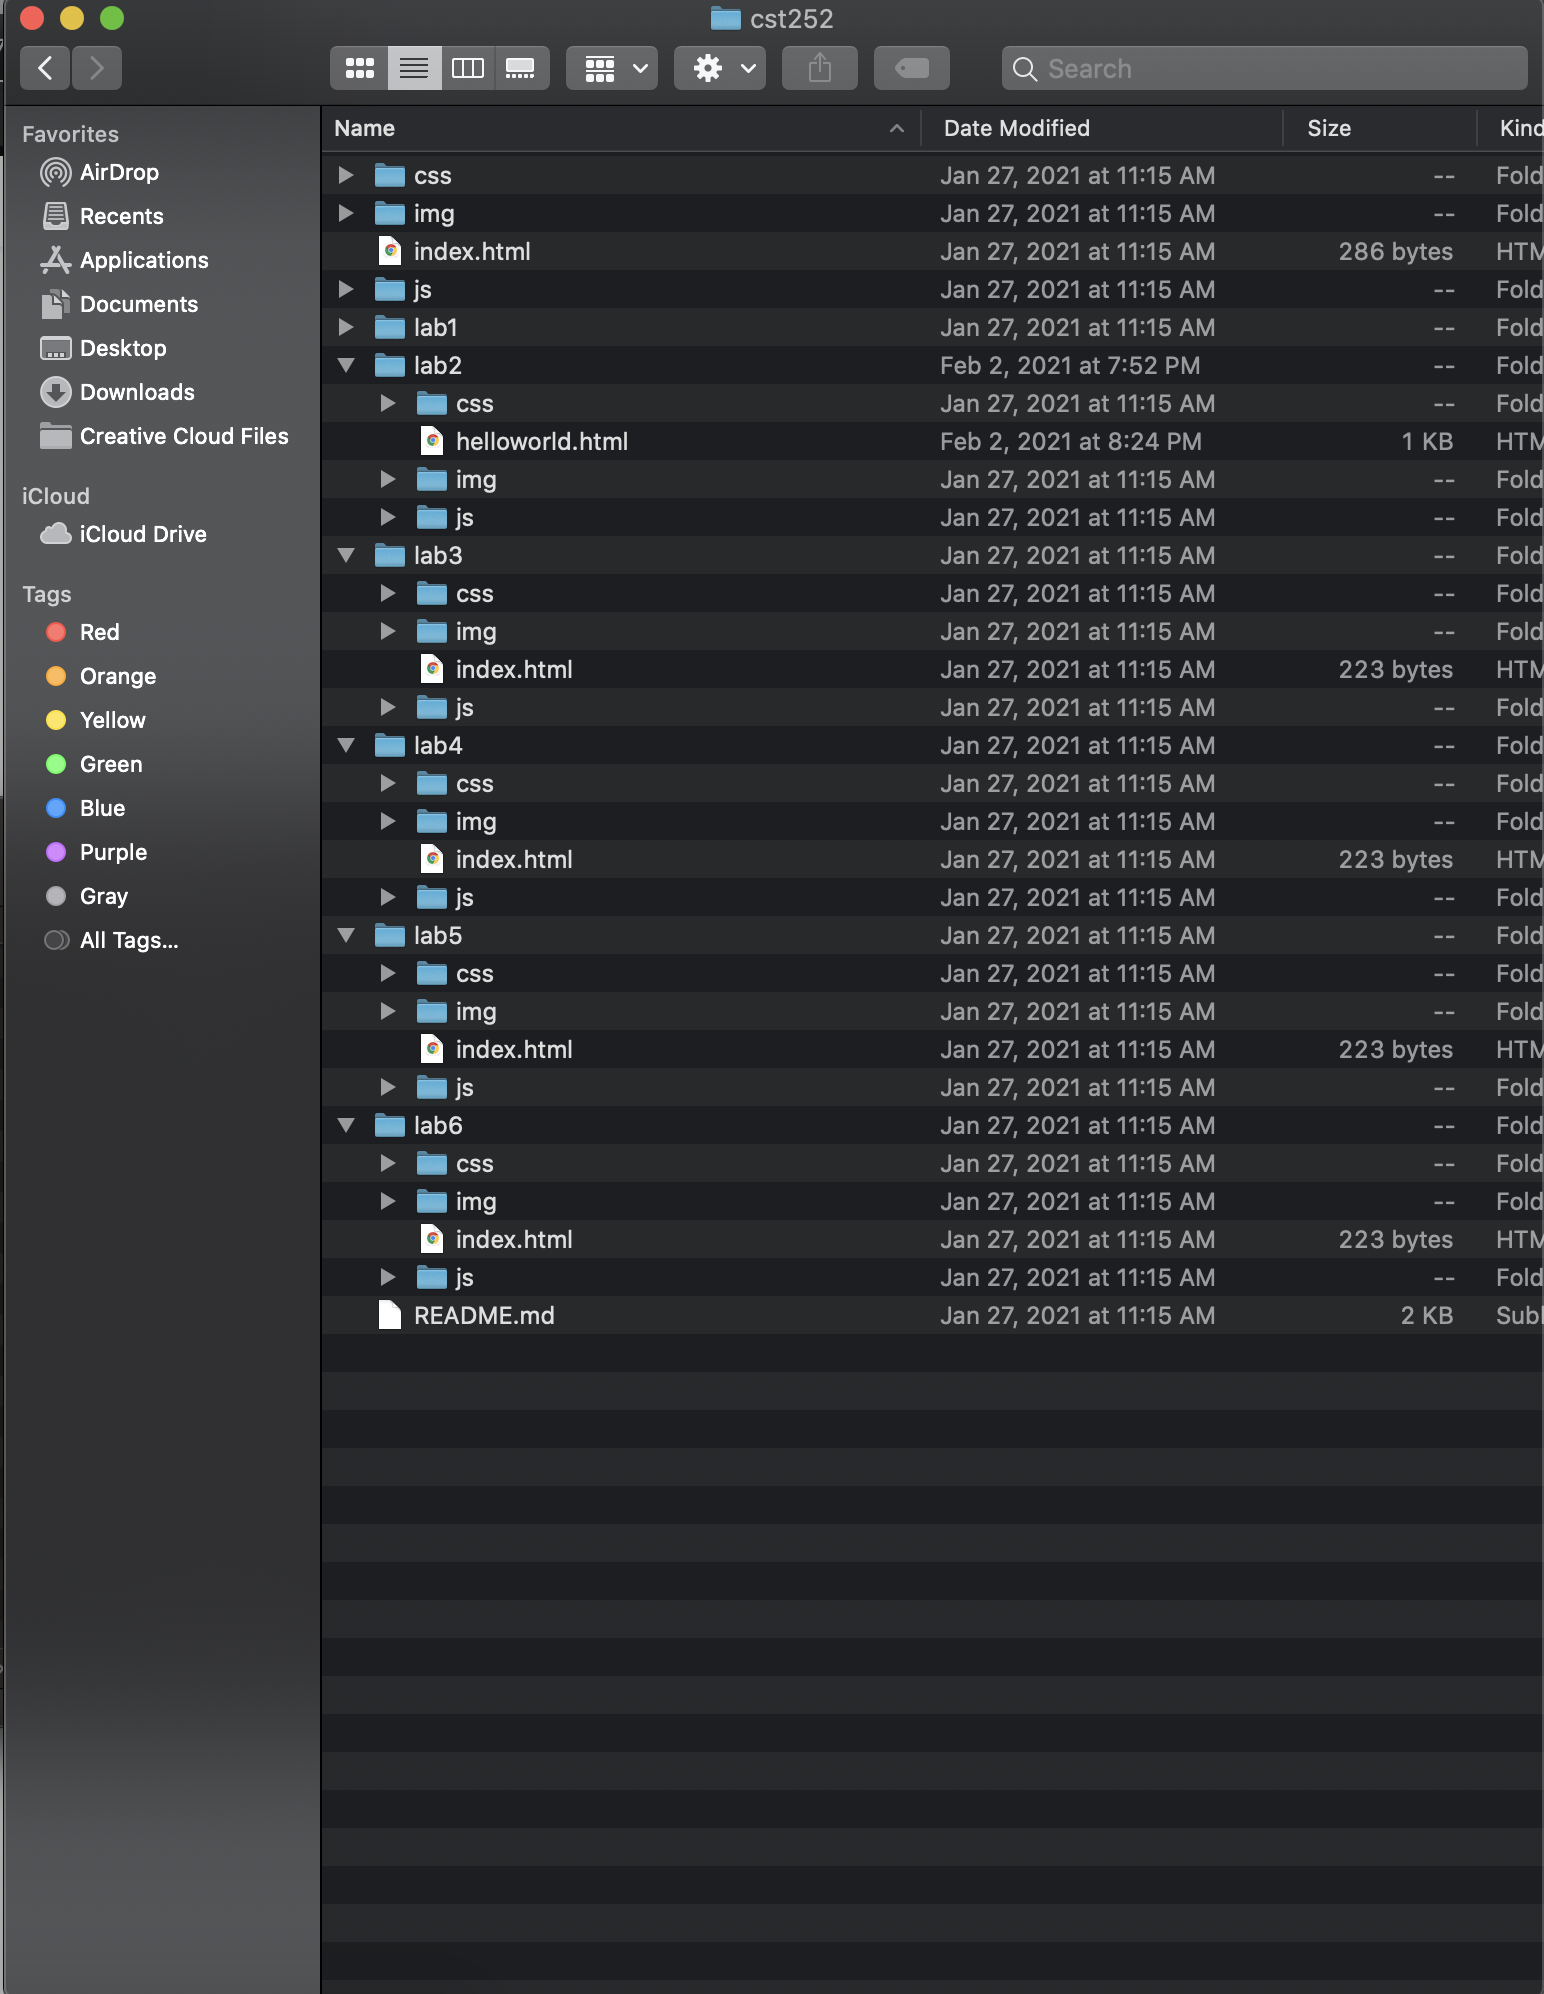 cst252
Search
Favorites
AirDrop
Recents
Applications
Documents
Desktop
Downloads
Creative Cloud Files
iCloud
iCloud Drive
Tags
Red
Orange
Yellow
Green
Blue
Purple
Gray
All Tags...
Name Date Modified Size Kind
css Jan 27, 2021 at 11:15 AM -- Fold
img Jan 27, 2021 at 11:15 AM -- Fold
index.html Jan 27, 2021 at 11:15 AM 286 bytes HTM
js Jan 27, 2021 at 11:15 AM -- Fold
lab1 Jan 27, 2021 at 11:15 AM -- Fold
lab2 Feb 2, 2021 at 7:52 PM -- Fold
css Jan 27, 2021 at 11:15 AM -- Fold
helloworld.html Feb 2, 2021 at 8:24 PM 1 KB HTM
img Jan 27, 2021 at 11:15 AM -- Fold
js Jan 27, 2021 at 11:15 AM -- Fold
lab3 Jan 27, 2021 at 11:15 AM -- Fold
css Jan 27, 2021 at 11:15 AM -- Fold
img Jan 27, 2021 at 11:15 AM -- Fold
index.html Jan 27, 2021 at 11:15 AM 223 bytes HTM
js Jan 27, 2021 at 11:15 AM -- Fold
lab4 Jan 27, 2021 at 11:15 AM -- Fold
css Jan 27, 2021 at 11:15 AM -- Fold
img Jan 27, 2021 at 11:15 AM -- Fold
index.html Jan 27, 2021 at 11:15 AM 223 bytes HTM
js Jan 27, 2021 at 11:15 AM -- Fold
lab5 Jan 27, 2021 at 11:15 AM -- Fold
css Jan 27, 2021 at 11:15 AM -- Fold
img Jan 27, 2021 at 11:15 AM -- Fold
index.html Jan 27, 2021 at 11:15 AM 223 bytes HTM
js Jan 27, 2021 at 11:15 AM -- Fold
lab6 Jan 27, 2021 at 11:15 AM -- Fold
css Jan 27, 2021 at 11:15 AM -- Fold
img Jan 27, 2021 at 11:15 AM -- Fold
index.html Jan 27, 2021 at 11:15 AM 223 bytes HTM
js Jan 27, 2021 at 11:15 AM -- Fold
README.md Jan 27, 2021 at 11:15 AM 2 KB Subl